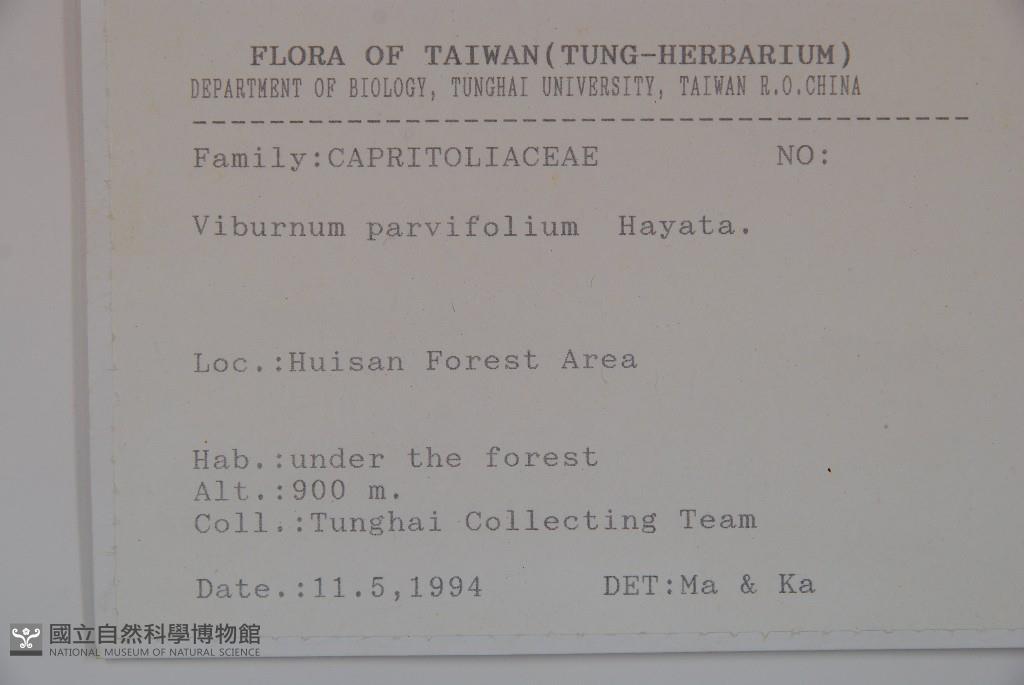 FLORA OF TAIWAN(TUNG-HERBARIUM)
DEPARTMENT OF BIOLOGY, TUNGHAI UNIVERSITY, TAIWAN R.O.CHINA
----------------------------------------
Family:CAPRITOLIACEAE NO:
Viburnum parvifolium Hayata.
Loc.:Huisan Forest Area
Hab.:under the forest
Alt.:900 m.
Coll.:Tunghai Collecting Team
Date.:11.5,1994 DET:Ma & Ka
國立自然科學博物館
NATIONAL MUSEUM OF NATURAL SCIENCE